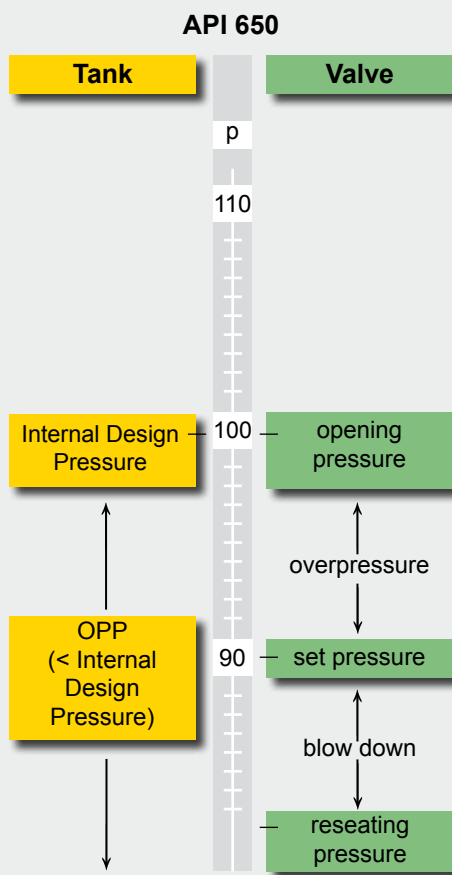 API 650
Tank
Valve
p
110
Internal Design
Pressure
100
opening
pressure
overpressure
OPP
(< Internal
Design
Pressure)
90
set pressure
blow down
reseating
pressure